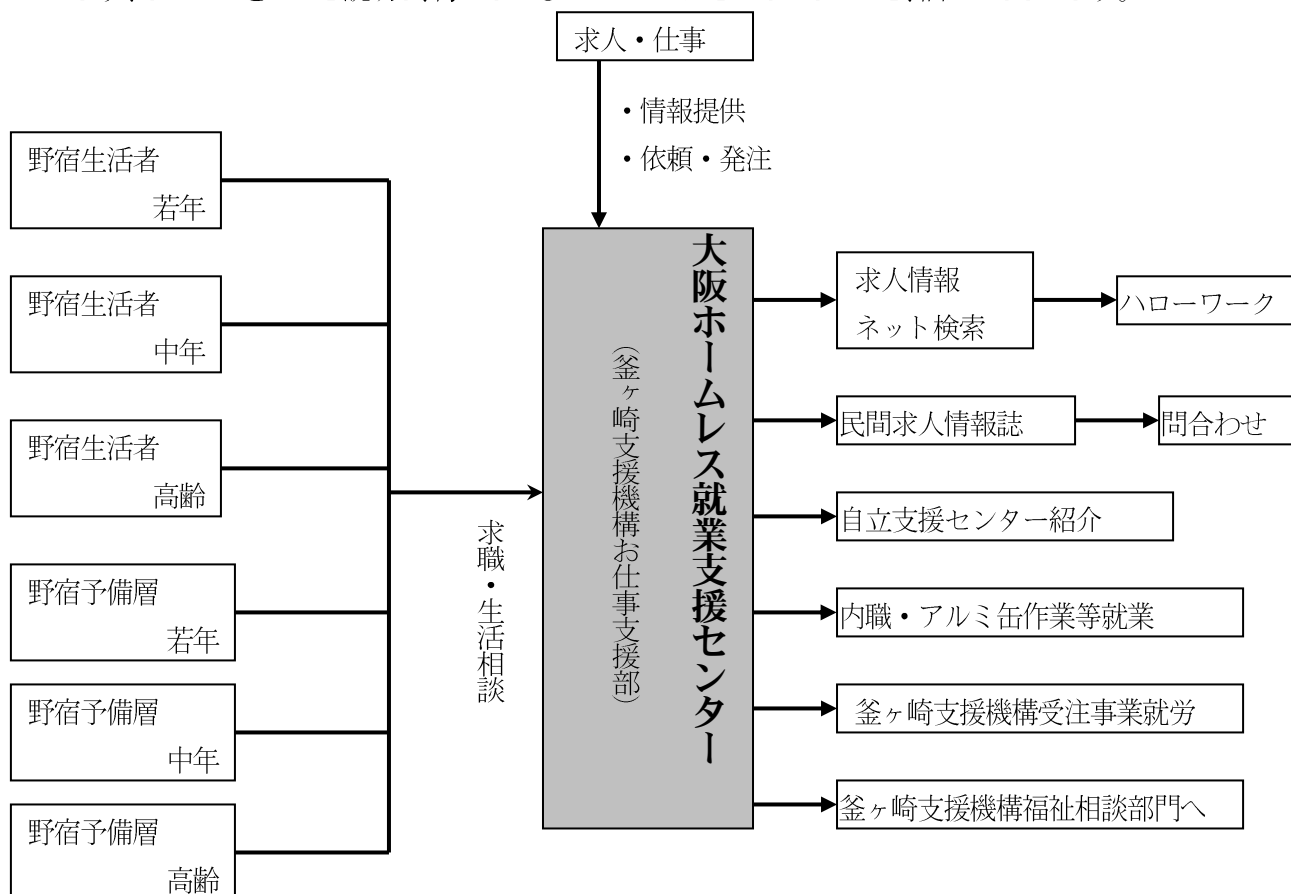 求人・仕事
・情報提供
・依頼・発注
野宿生活者
若年
野宿生活者
中年
野宿生活者
高齢
野宿予備層
若年
野宿予備層
中年
野宿予備層
高齢
求職・生活相談
大阪ホームレス就業支援センター
(釜ヶ崎支援機構お仕事支援部)
求人情報
ネット検索
ハローワーク
民間求人情報誌
問合わせ
自立支援センター紹介
内職・アルミ缶作業等就業
釜ヶ崎支援機構受注事業就労
釜ヶ崎支援機構福祉相談部門へ